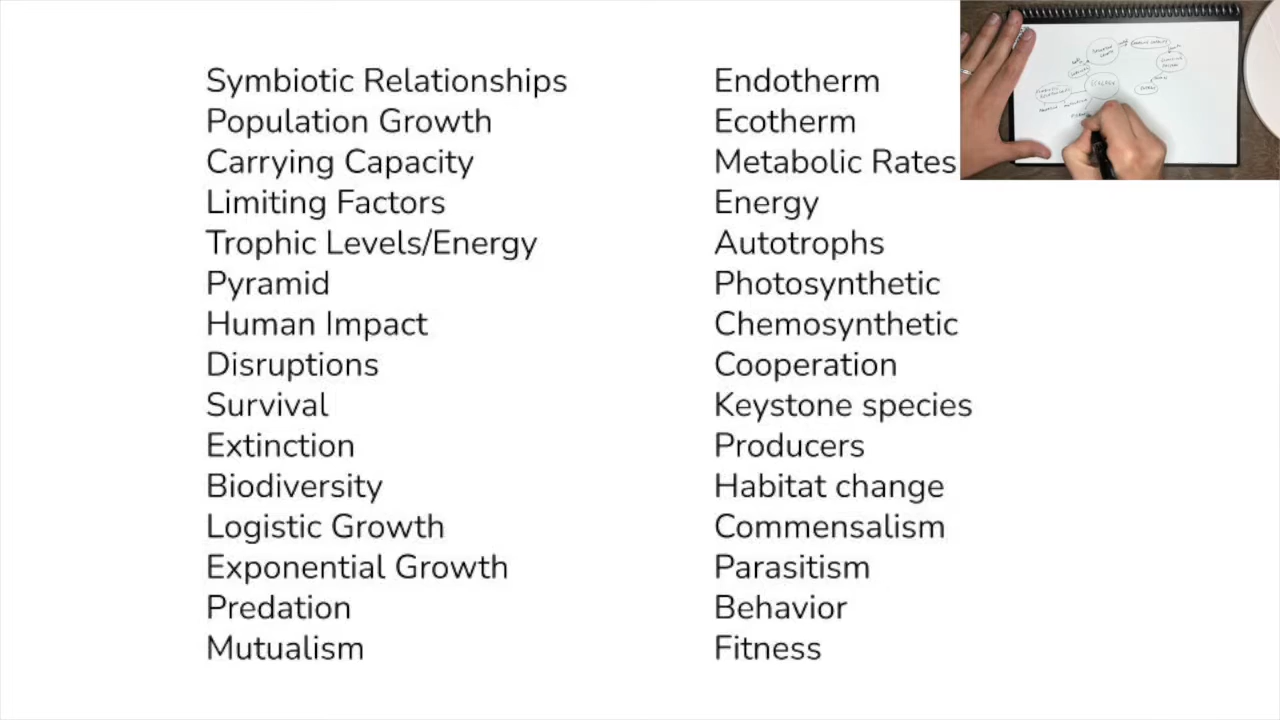 Symbiotic Relationships
Population Growth
Carrying Capacity
Limiting Factors
Trophic Levels/Energy
Pyramid
Human Impact
Disruptions
Survival
Extinction
Biodiversity
Logistic Growth
Exponential Growth
Predation
Mutualism
Endotherm
Ecotherm
Metabolic Rates
Energy
Autotrophs
Photosynthetic
Chemosynthetic
Cooperation
Keystone species
Producers
Habitat change
Commensalism
Parasitism
Behavior
Fitness
ECOLOGY